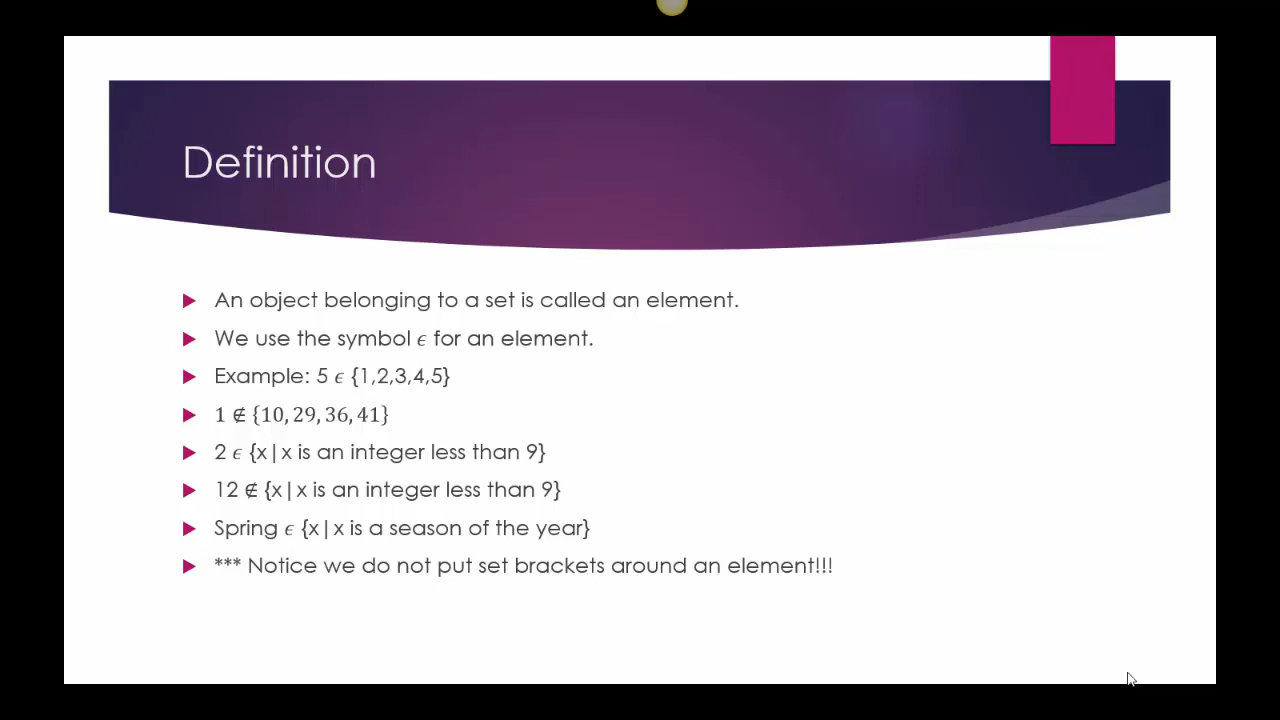 Definition
An object belonging to a set is called an element.
We use the symbol ϵ for an element.
Example: 5 ϵ {1,2,3,4,5}
1 ∉ {10, 29, 36, 41}
2 ϵ {x|x is an integer less than 9}
12 ∉ {x|x is an integer less than 9}
Spring ϵ {x|x is a season of the year}
*** Notice we do not put set brackets around an element!!!